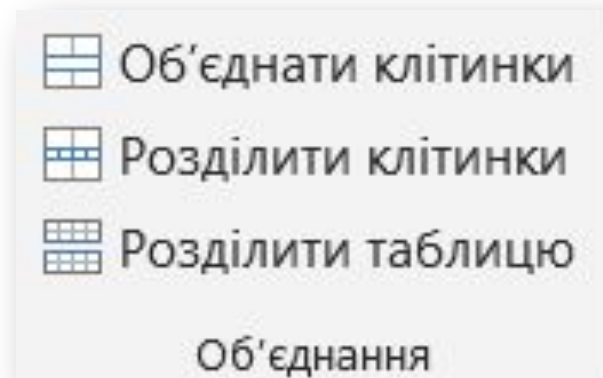 Об’єднати клітинки
Розділити клітинки
Розділити таблицю
Об’єднання